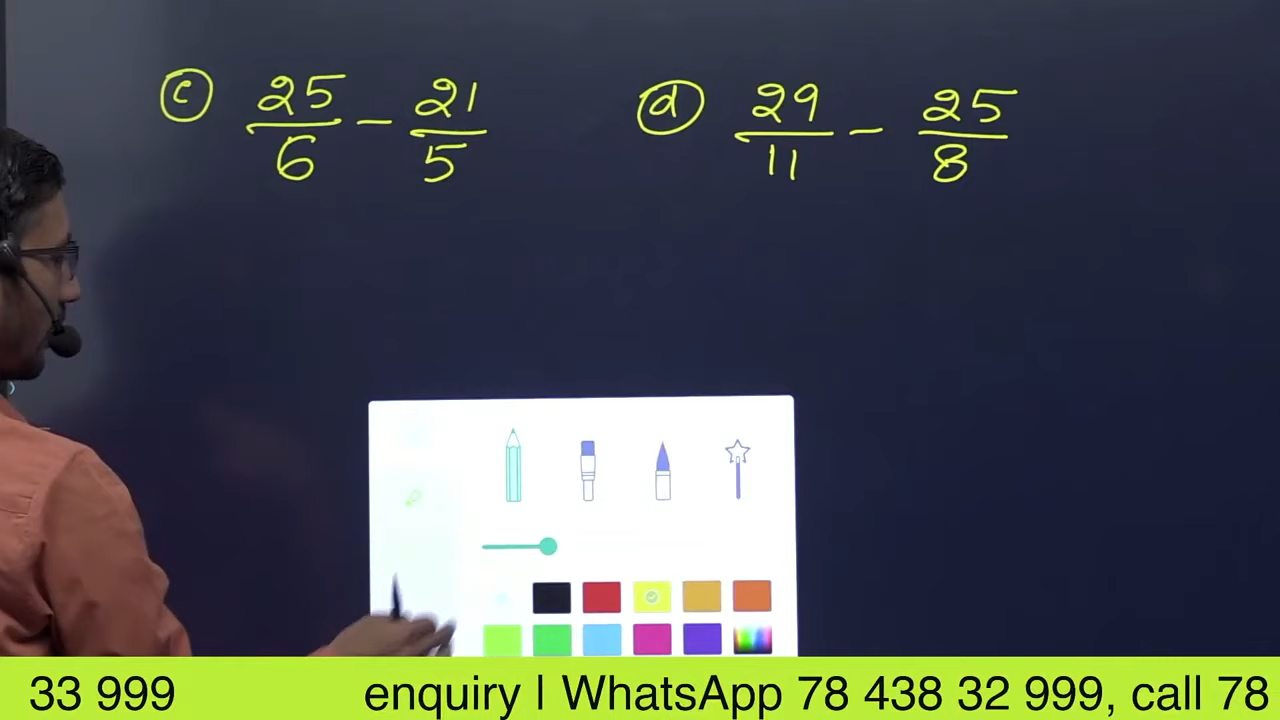 ⓒ 25/6 - 21/5
ⓓ 29/11 - 25/8
33 999 enquiry | WhatsApp 78 438 32 999, call 78